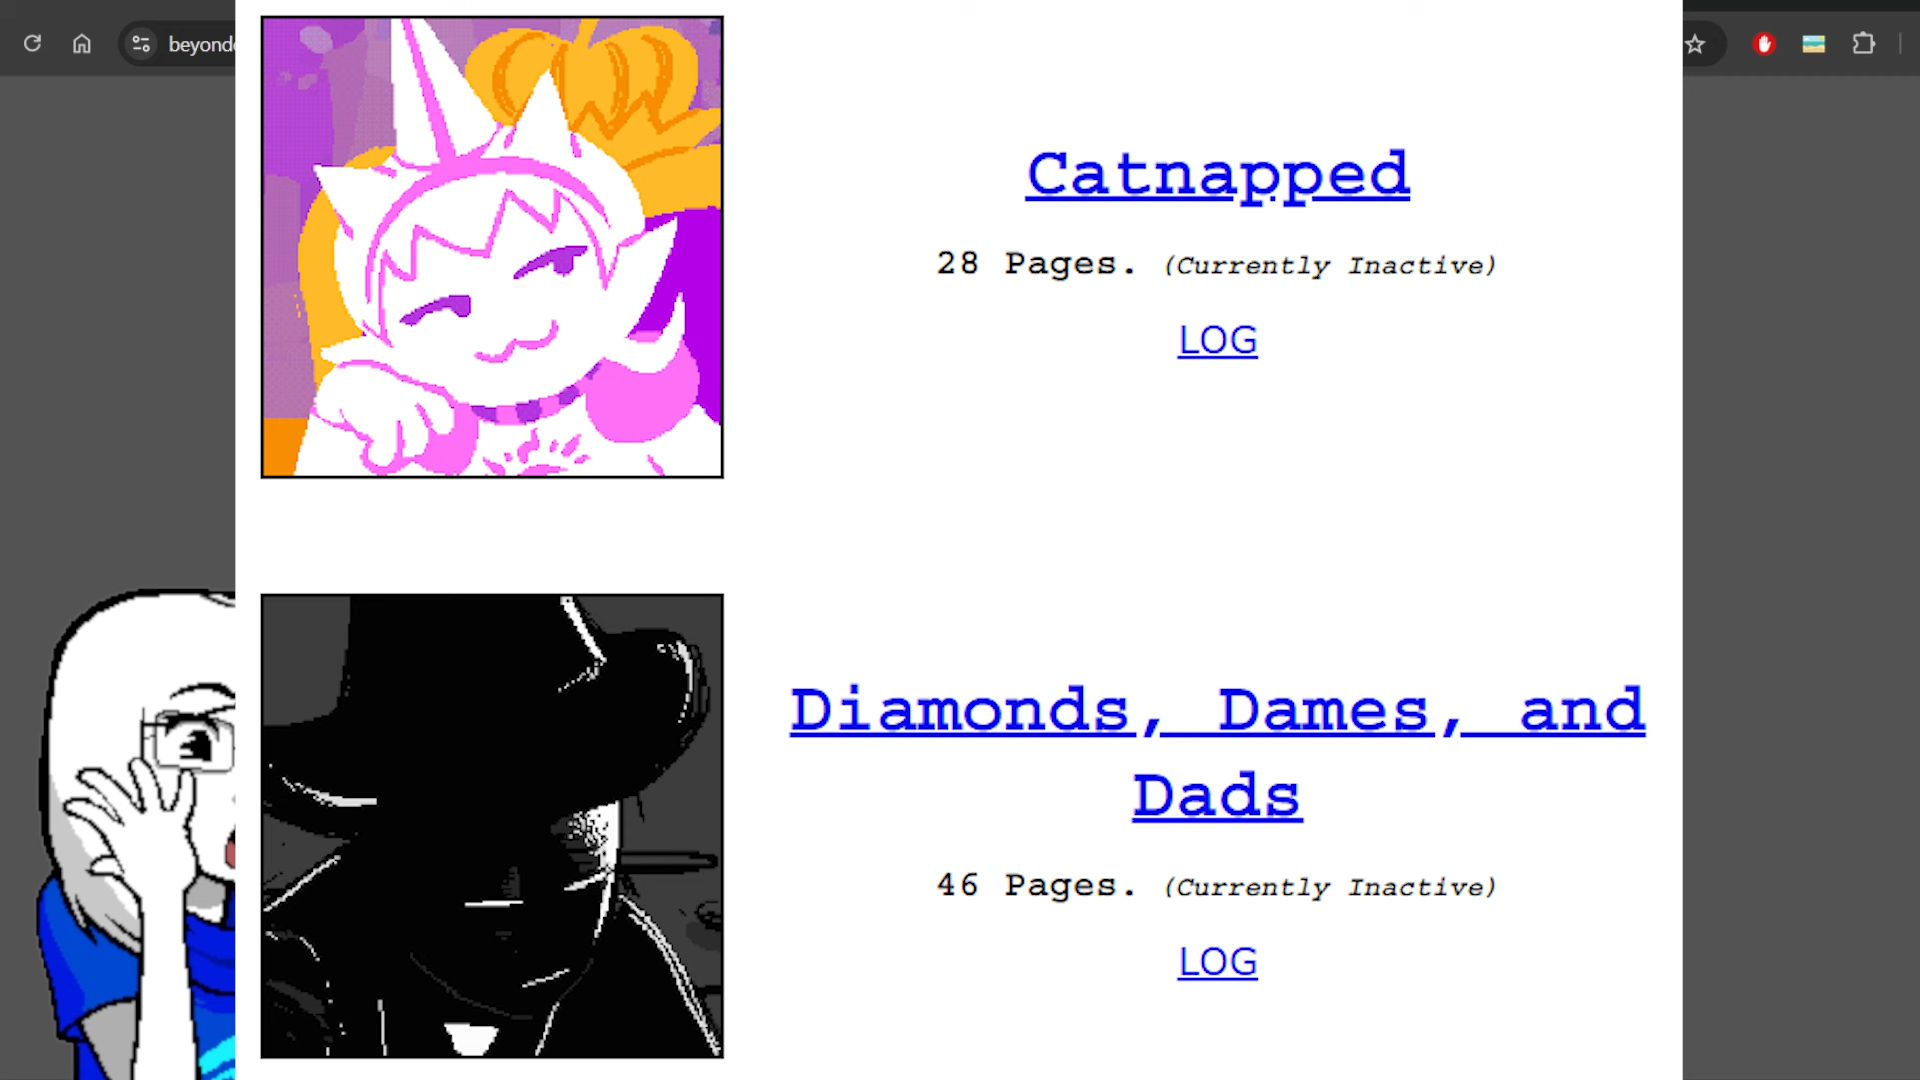 beyond
Catnapped
28 Pages. (Currently Inactive)
LOG
Diamonds, Dames, and
Dads
46 Pages. (Currently Inactive)
LOG